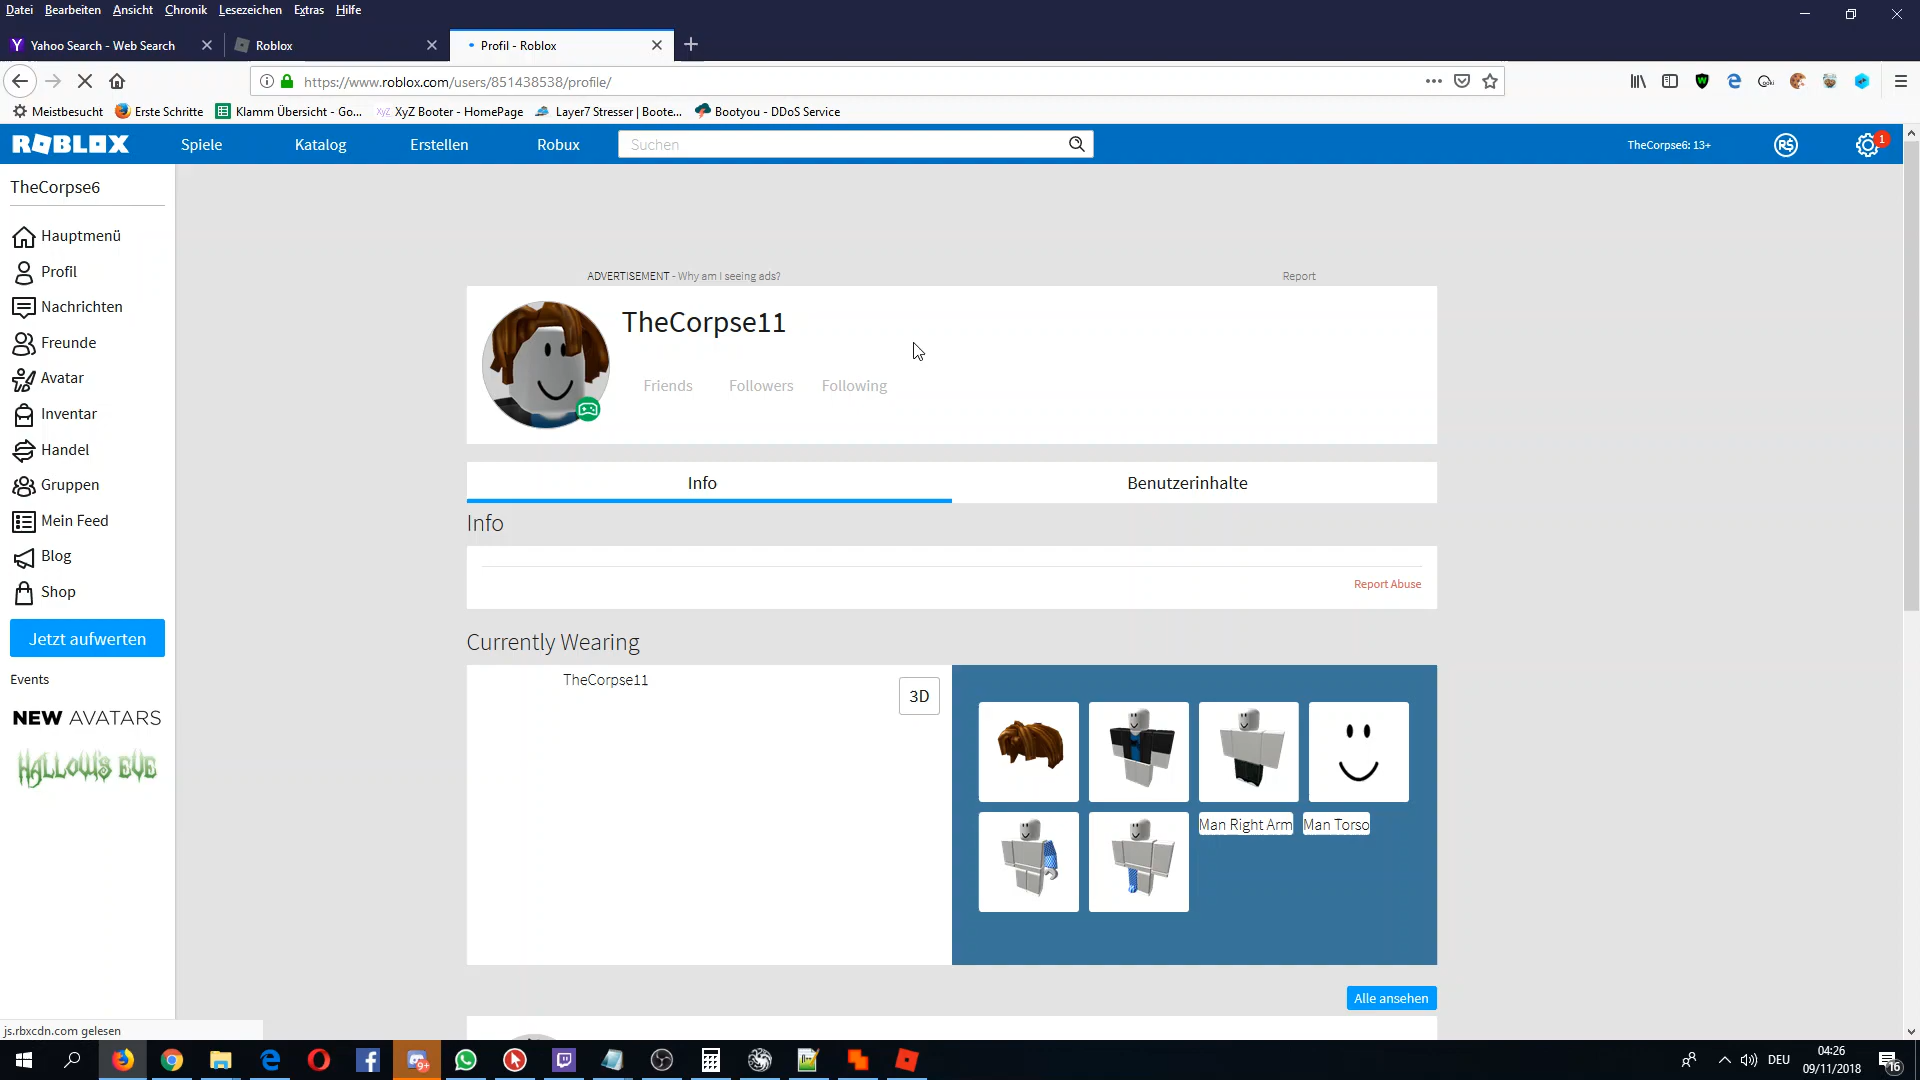 Datei Bearbeiten Ansicht Chronik Lesezeichen Extras Hilfe
Yahoo Search - Web Search
Roblox
Profil - Roblox
https://www.roblox.com/users/851438538/profile/
Meistbesucht Erste Schritte Klamm Übersicht - Go... XyZ Booter - HomePage Layer7 Stresser | Boote... Bootyou - DDoS Service
ROBLOX Spiele Katalog Erstellen Robux Suchen TheCorpse6: 13+ R$ 1
TheCorpse6
Hauptmenü
Profil
Nachrichten
Freunde
Avatar
Inventar
Handel
Gruppen
Mein Feed
Blog
Shop
Jetzt aufwerten
Events
NEW AVATARS
HALLOW'S EVE
ADVERTISEMENT - Why am I seeing ads? Report
TheCorpse11
Friends Followers Following
Info Benutzerinhalte
Info
Report Abuse
Currently Wearing
TheCorpse11
3D
Man Right Arm Man Torso
Alle ansehen
js.rbxcdn.com gelesen
9+
DEU
04:26
09/11/2018
16